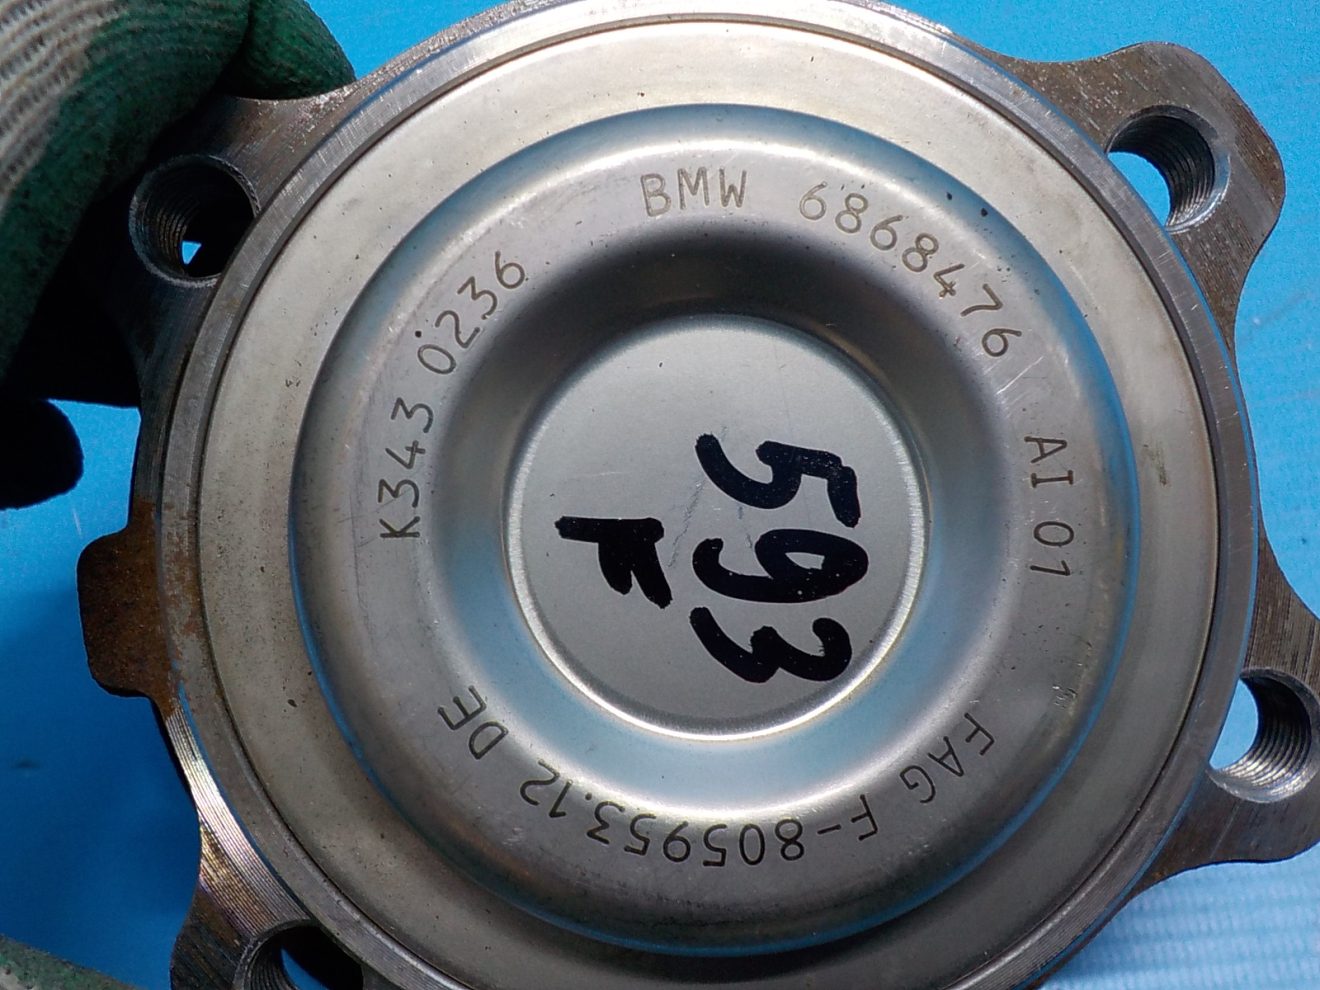 BMW 6868476 AI 01
FAG F-805953.12 DE
K343 0236
593
F